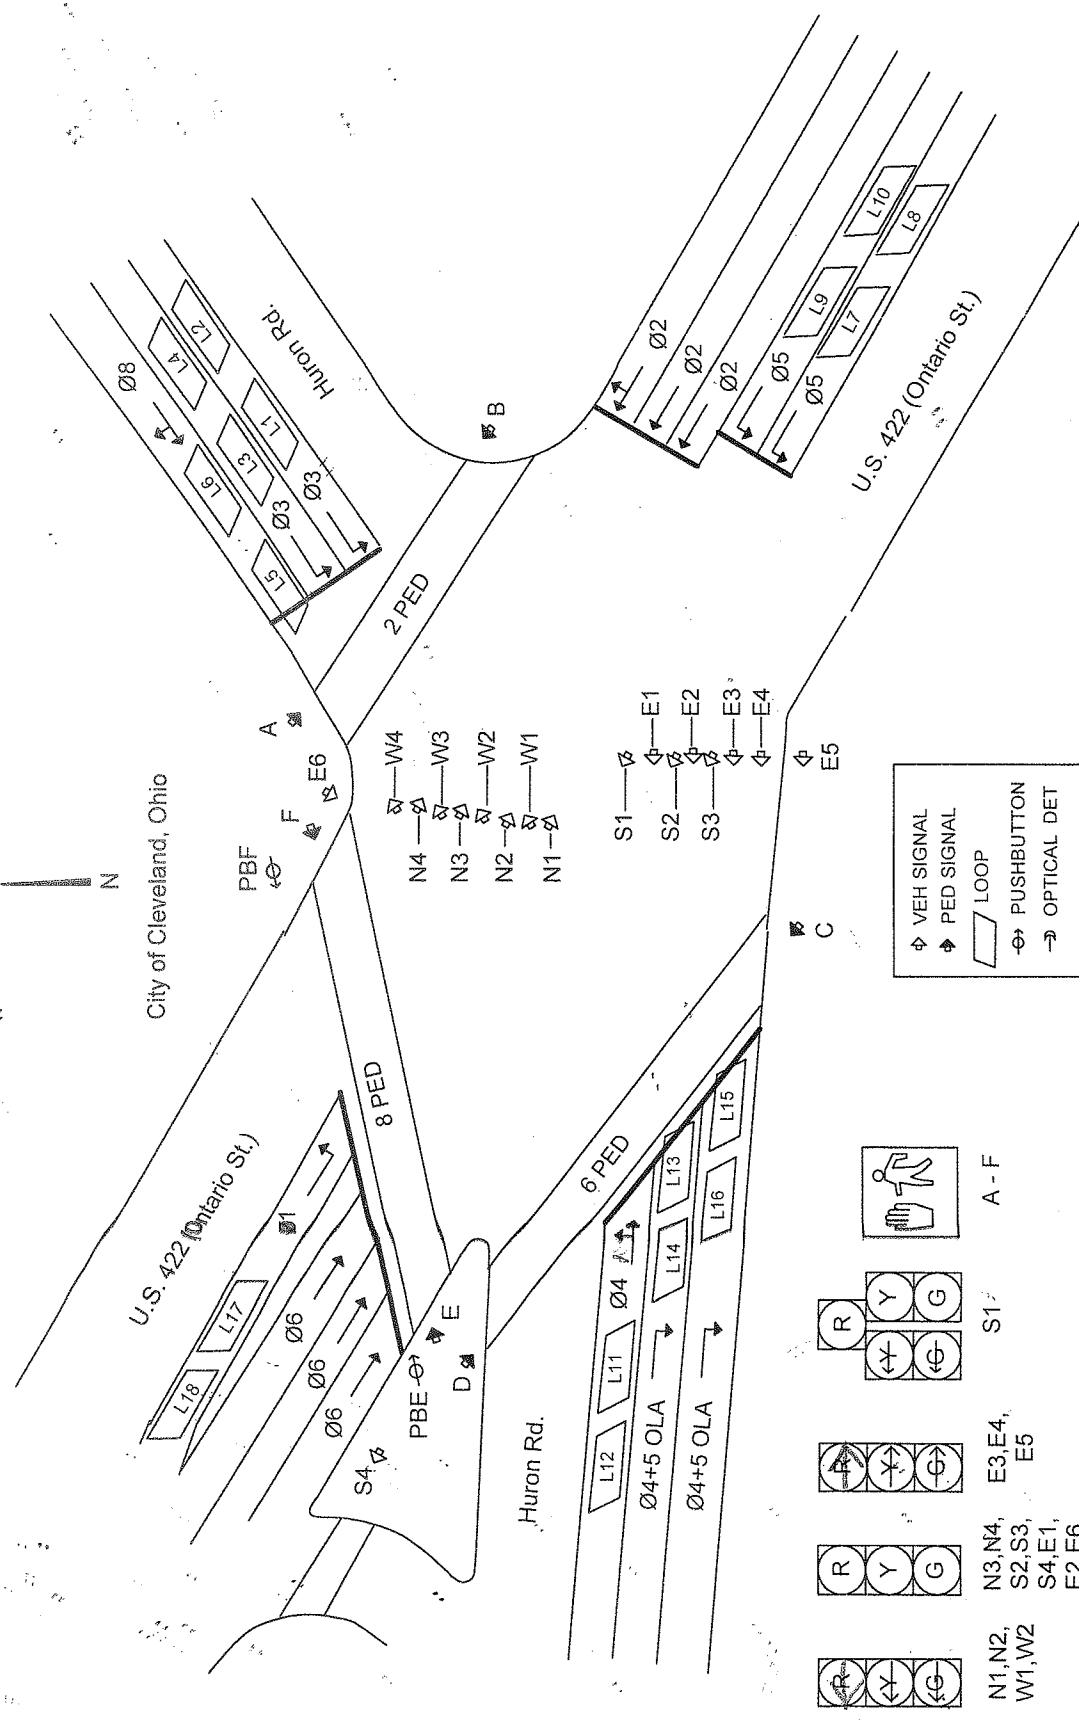 N
City of Cleveland, Ohio
PBF
F
E6
A
Ø8
L4
L2
L6
L3
L1
L5
Ø3
Ø3
Huron Rd.
B
2 PED
U.S. 422 (Ontario St.)
L18
L17
Ø1
Ø6
Ø6
Ø6
8 PED
S4
PBE
E
D
W4
N4
W3
N3
W2
N2
W1
N1
S1
E1
S2
E2
S3
E3
E4
E5
Ø2
Ø2
Ø2
Ø5
Ø5
L9
L10
L7
L8
U.S. 422 (Ontario St.)
Huron Rd.
6 PED
C
L12
L11
Ø4
Ø4+5 OLA
L14
L13
Ø4+5 OLA
L16
L15
VEH SIGNAL
PED SIGNAL
LOOP
PUSHBUTTON
OPTICAL DET
R
Y
G
N1,N2,
W1,W2
R
Y
G
N3,N4,
S2,S3,
S4,E1,
E2,E6
R
Y
G
E3,E4,
E5
R
Y Y
G G
S1
A - F